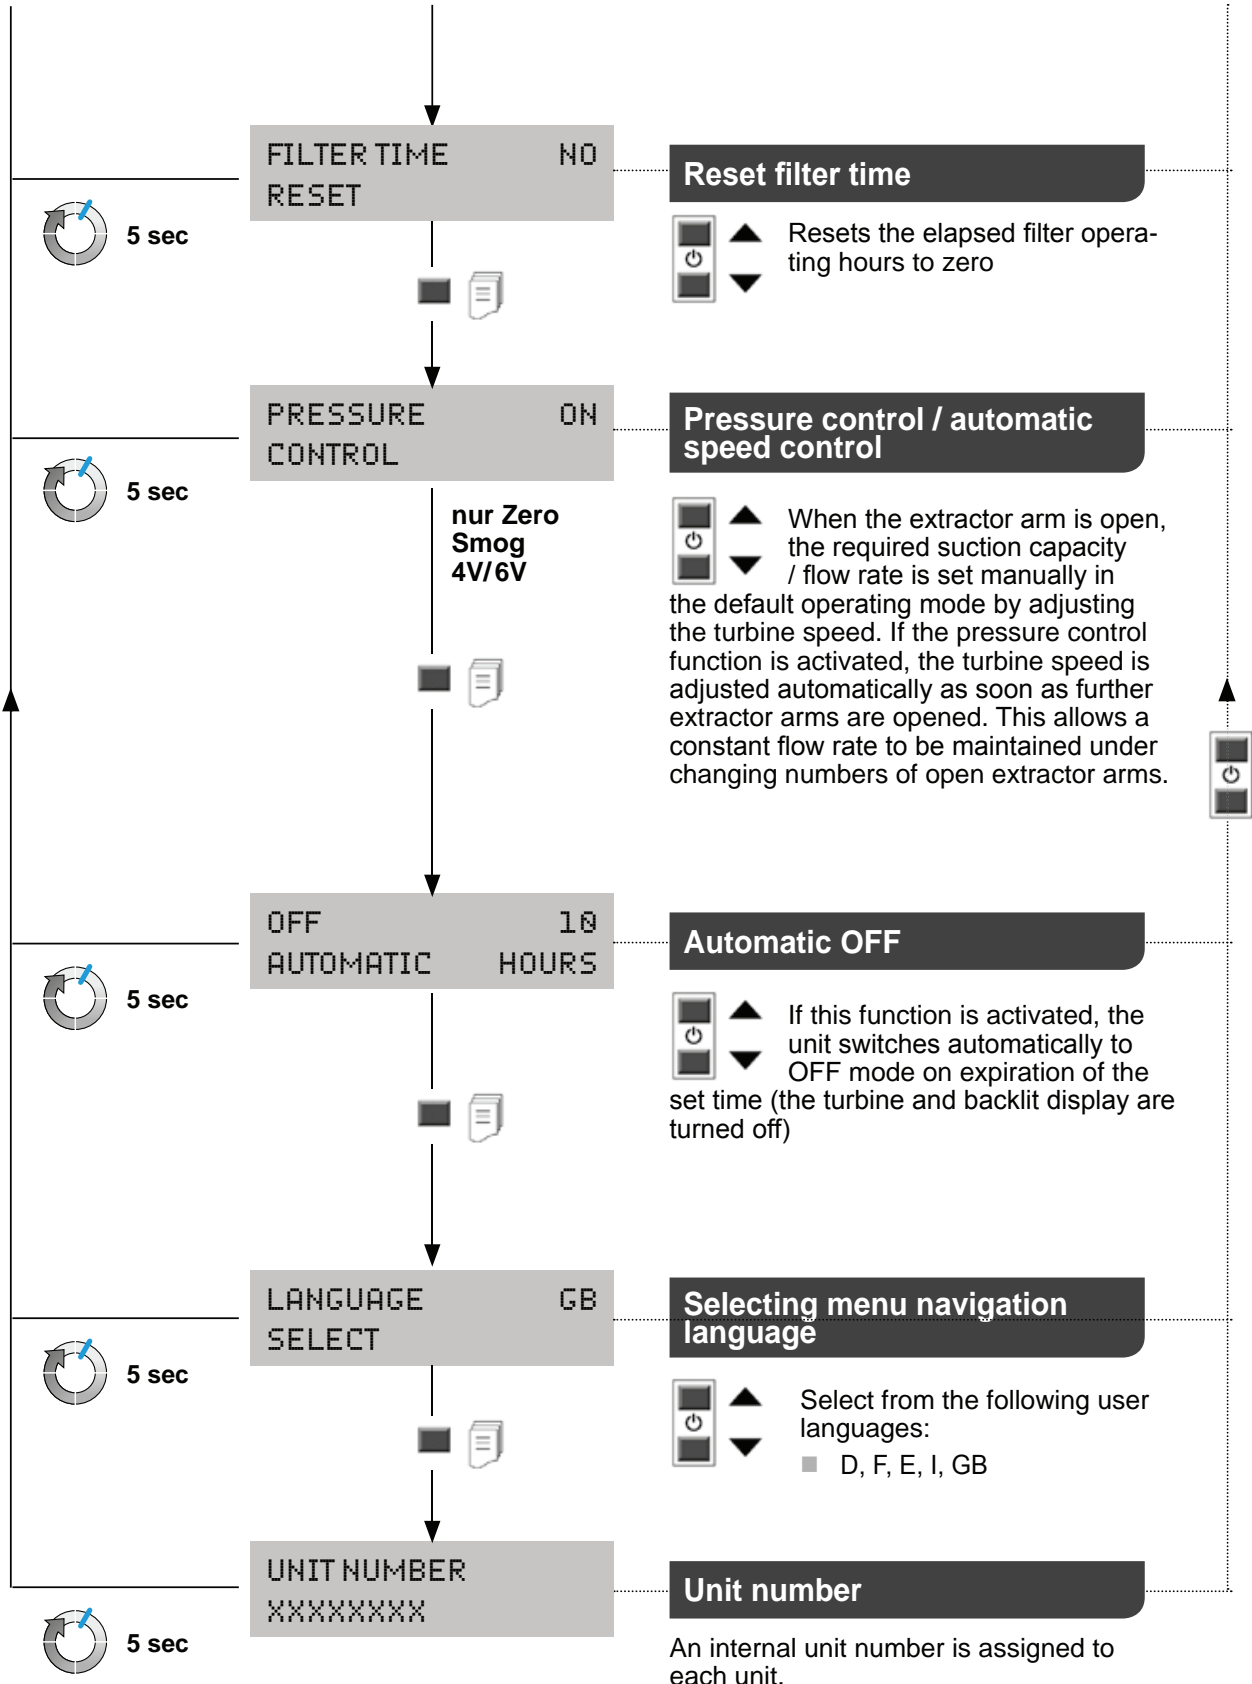 FILTER TIME NO
RESET
Reset filter time
5 sec
Resets the elapsed filter opera-
ting hours to zero
PRESSURE ON
CONTROL
Pressure control / automatic
speed control
5 sec
nur Zero
Smog
4V/6V
When the extractor arm is open,
the required suction capacity
/ flow rate is set manually in
the default operating mode by adjusting
the turbine speed. If the pressure control
function is activated, the turbine speed is
adjusted automatically as soon as further
extractor arms are opened. This allows a
constant flow rate to be maintained under
changing numbers of open extractor arms.
OFF 10
AUTOMATIC HOURS
Automatic OFF
5 sec
If this function is activated, the
unit switches automatically to
OFF mode on expiration of the
set time (the turbine and backlit display are
turned off)
LANGUAGE GB
SELECT
Selecting menu navigation
language
5 sec
Select from the following user
languages:
D, F, E, I, GB
UNIT NUMBER
XXXXXXXX
Unit number
5 sec
An internal unit number is assigned to
each unit.